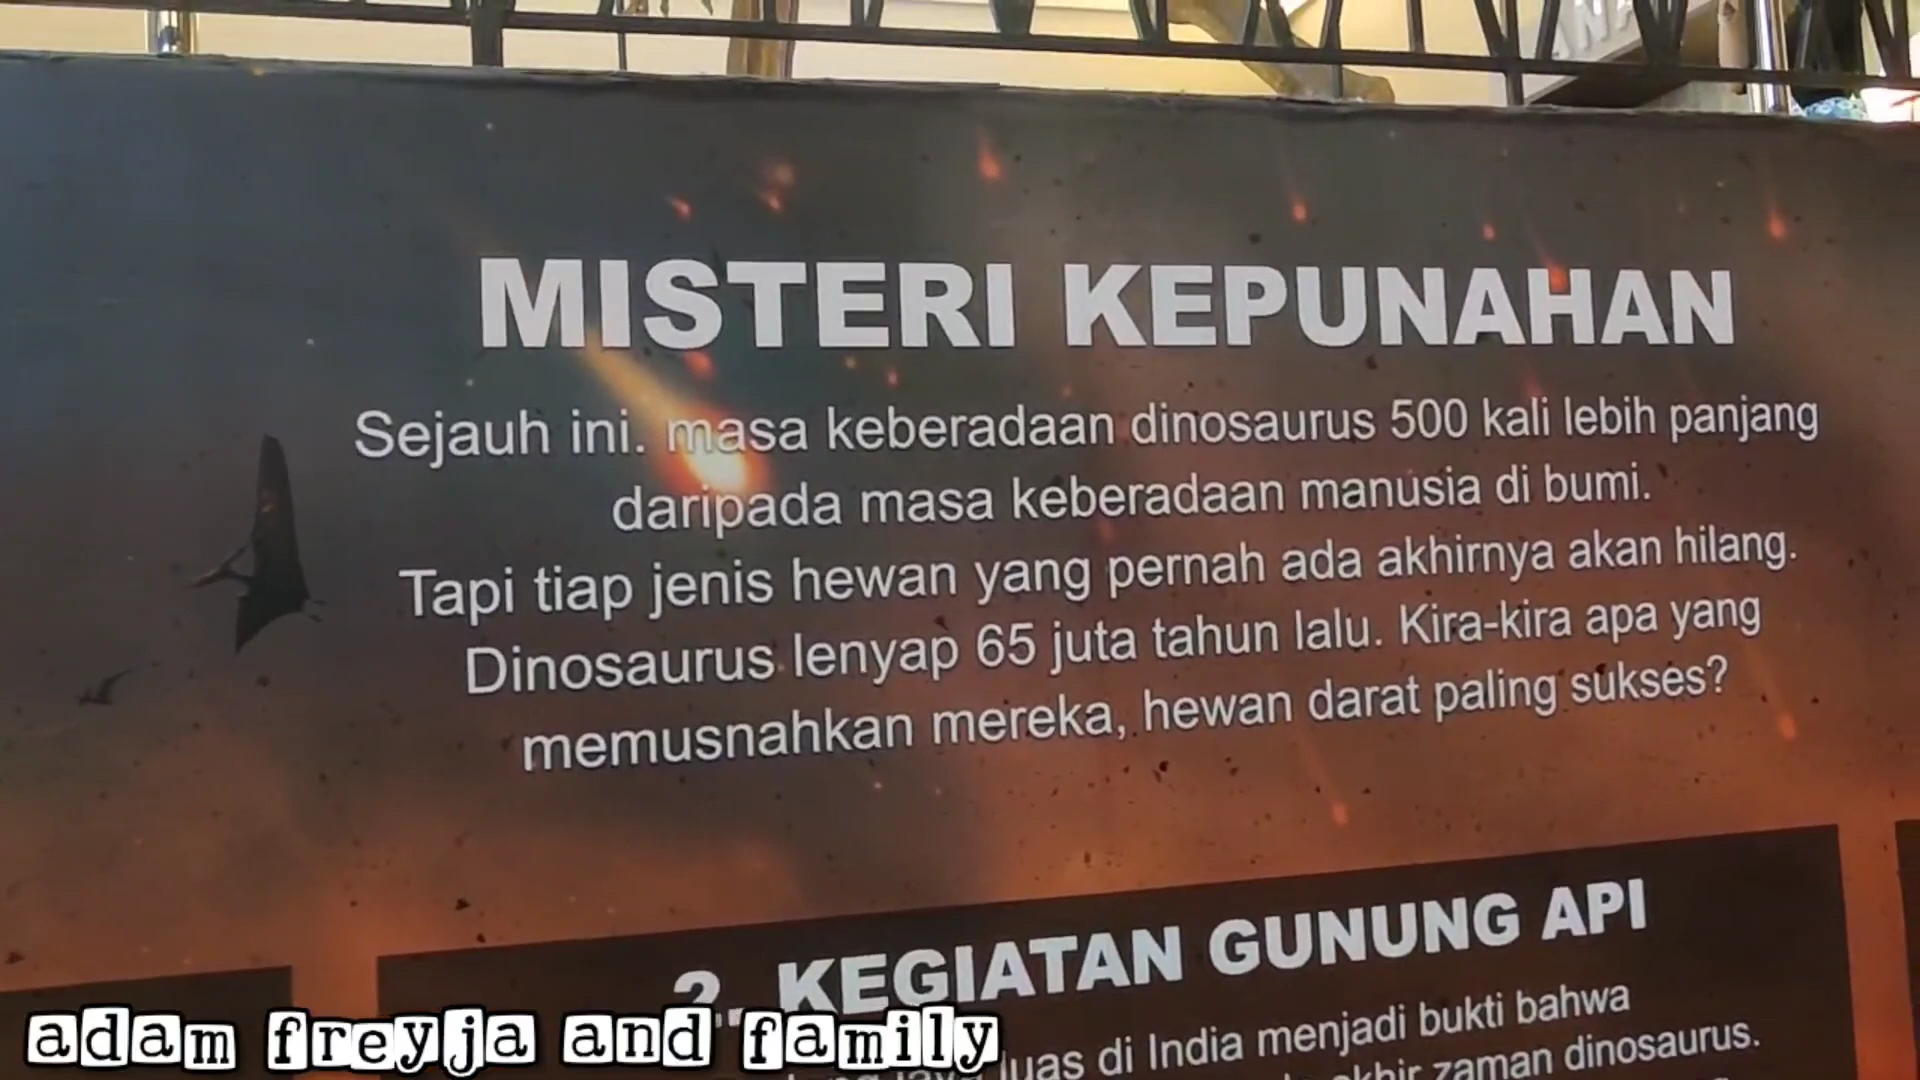 MISTERI KEPUNAHAN
Sejauh ini. masa keberadaan dinosaurus 500 kali lebih panjang
daripada masa keberadaan manusia di bumi.
Tapi tiap jenis hewan yang pernah ada akhirnya akan hilang.
Dinosaurus lenyap 65 juta tahun lalu. Kira-kira apa yang
memusnahkan mereka, hewan darat paling sukses?
2. KEGIATAN GUNUNG API
luas di India menjadi bukti bahwa
akhir zaman dinosaurus.
adam freyja and family